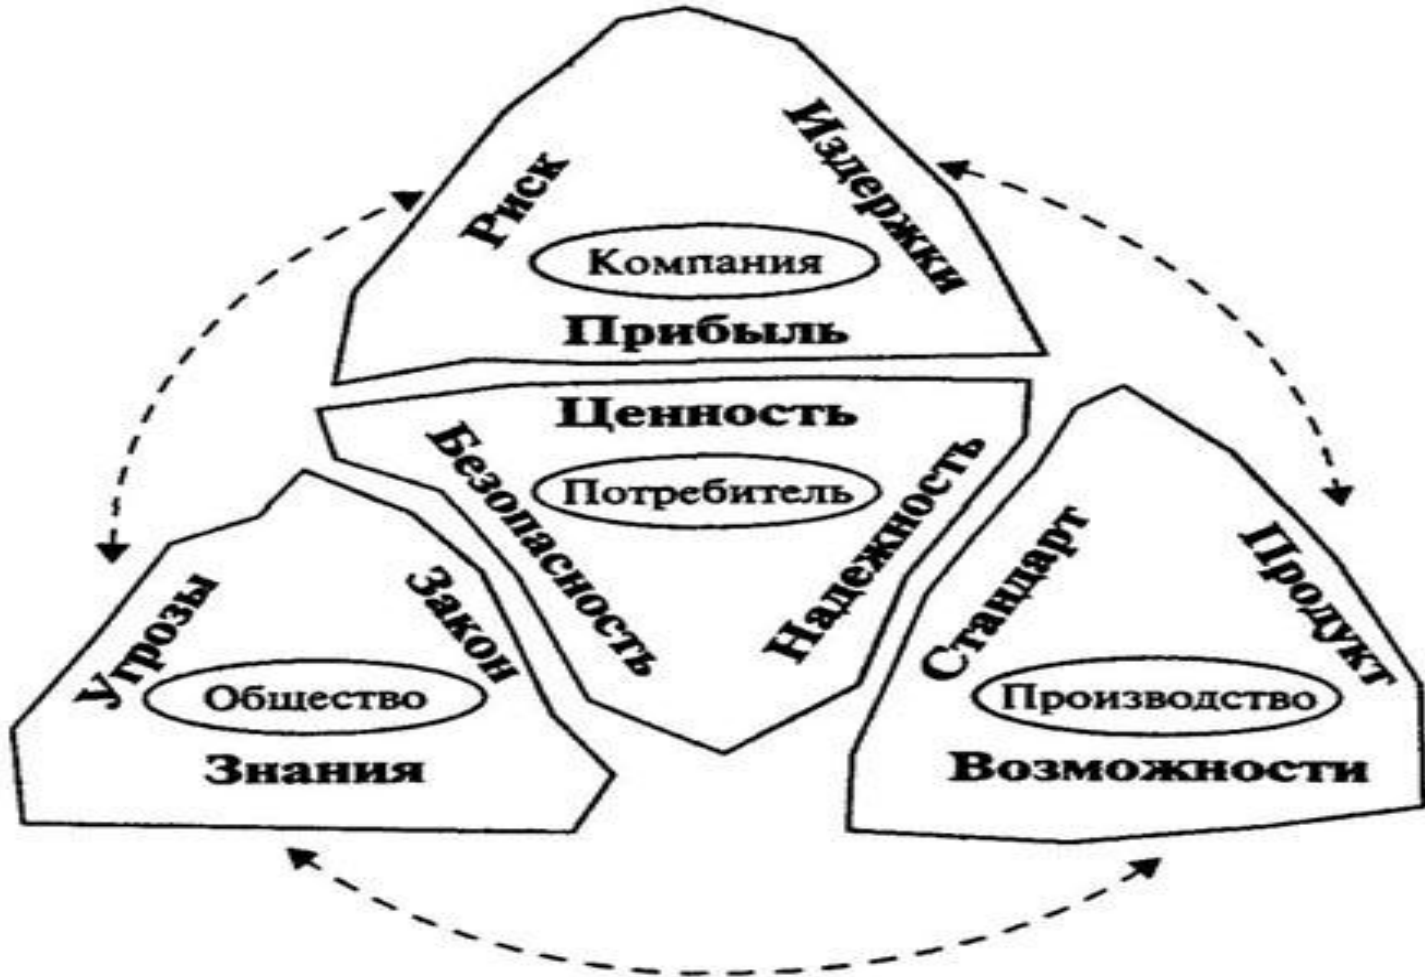 Риск
Издержки
Компания
Прибыль
Ценность
Безопасность
Потребитель
Надежность
Угрозы
Закон
Общество
Знания
Стандарт
Продукт
Производство
Возможности